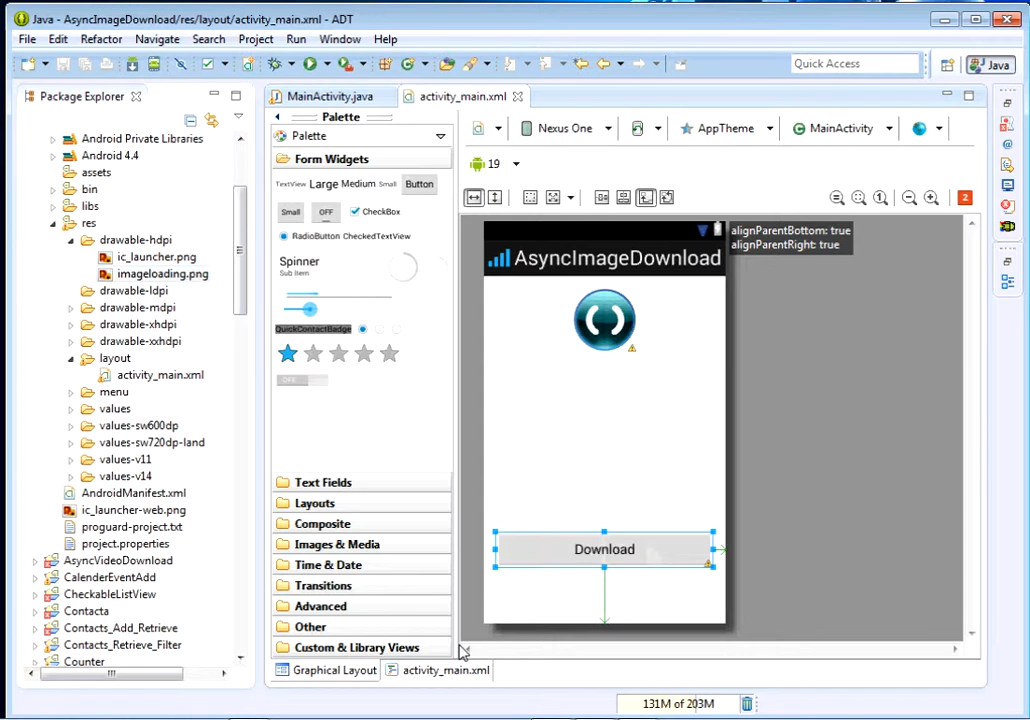 Java - AsyncImageDownload/res/layout/activity_main.xml - ADT
File Edit Refactor Navigate Search Project Run Window Help
Quick Access
Java
Package Explorer
Android Private Libraries
Android 4.4
assets
bin
libs
res
drawable-hdpi
ic_launcher.png
imageloading.png
drawable-ldpi
drawable-mdpi
drawable-xhdpi
drawable-xxhdpi
layout
activity_main.xml
menu
values
values-sw600dp
values-sw720dp-land
values-v11
values-v14
AndroidManifest.xml
ic_launcher-web.png
proguard-project.txt
project.properties
AsyncVideoDownload
CalenderEventAdd
CheckableListView
Contacta
Contacts_Add_Retrieve
Contacts_Retrieve_Filter
Counter
MainActivity.java
activity_main.xml
Palette
Palette
Form Widgets
TextView Large Medium Small Button
Small OFF CheckBox
RadioButton CheckedTextView
Spinner
Sub Item
QuickContactBadge
OFF
Text Fields
Layouts
Composite
Images & Media
Time & Date
Transitions
Advanced
Other
Custom & Library Views
Graphical Layout
activity_main.xml
Nexus One
AppTheme
MainActivity
19
2
AsyncImageDownload
alignParentBottom: true
alignParentRight: true
Download
131M of 203M